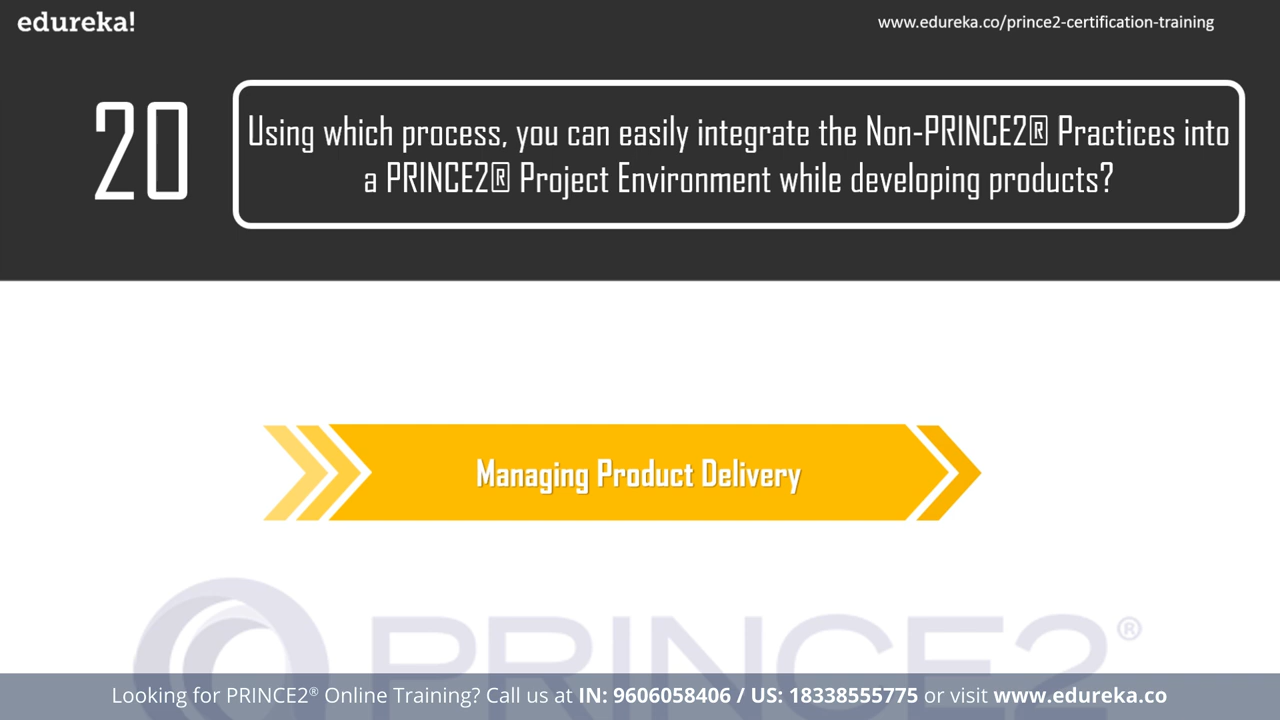 edureka!
www.edureka.co/prince2-certification-training
20
Using which process, you can easily integrate the Non-PRINCE2® Practices into
a PRINCE2® Project Environment while developing products?
Managing Product Delivery
PRINCE2®
Looking for PRINCE2® Online Training? Call us at IN: 9606058406 / US: 18338555775 or visit www.edureka.co